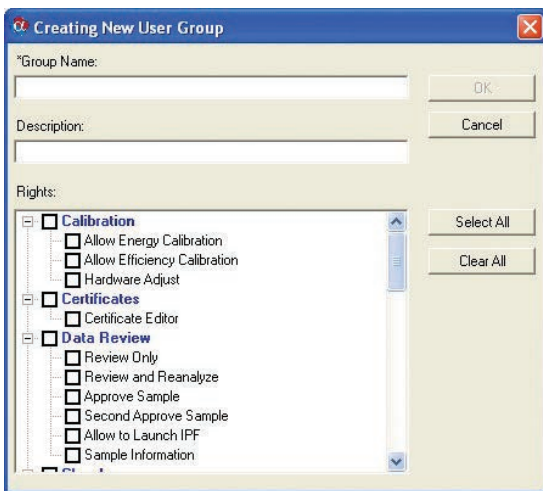 Creating New User Group
*Group Name:
OK
Description:
Cancel
Rights:
Calibration
Select All
Allow Energy Calibration
Allow Efficiency Calibration
Clear All
Hardware Adjust
Certificates
Certificate Editor
Data Review
Review Only
Review and Reanalyze
Approve Sample
Second Approve Sample
Allow to Launch IPF
Sample Information